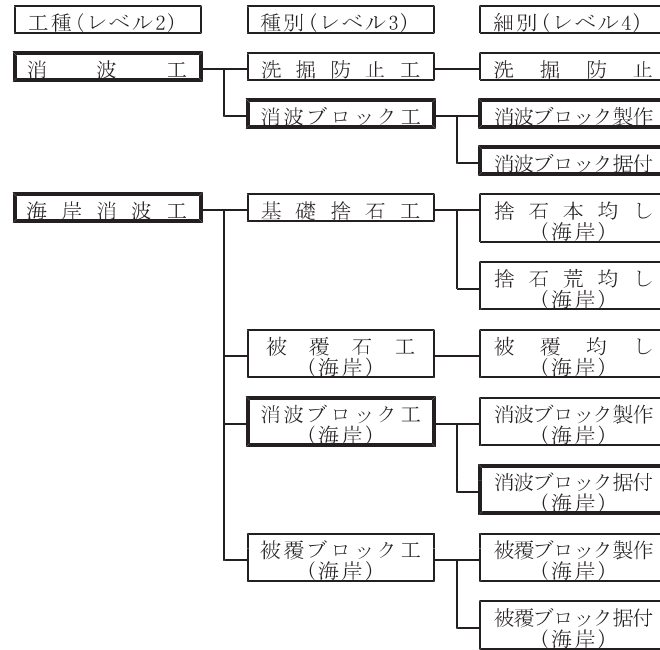 工種(レベル2) 種別(レベル3) 細別(レベル4)
消波工 洗掘防止工 洗掘防止
消波ブロック工 消波ブロック製作
消波ブロック据付
海岸消波工 基礎捨石工 捨石本均し
(海岸)
捨石荒均し
(海岸)
被覆石工 被覆均し
(海岸) (海岸)
消波ブロック工 消波ブロック製作
(海岸) (海岸)
消波ブロック据付
(海岸)
被覆ブロック工 被覆ブロック製作
(海岸) (海岸)
被覆ブロック据付
(海岸)